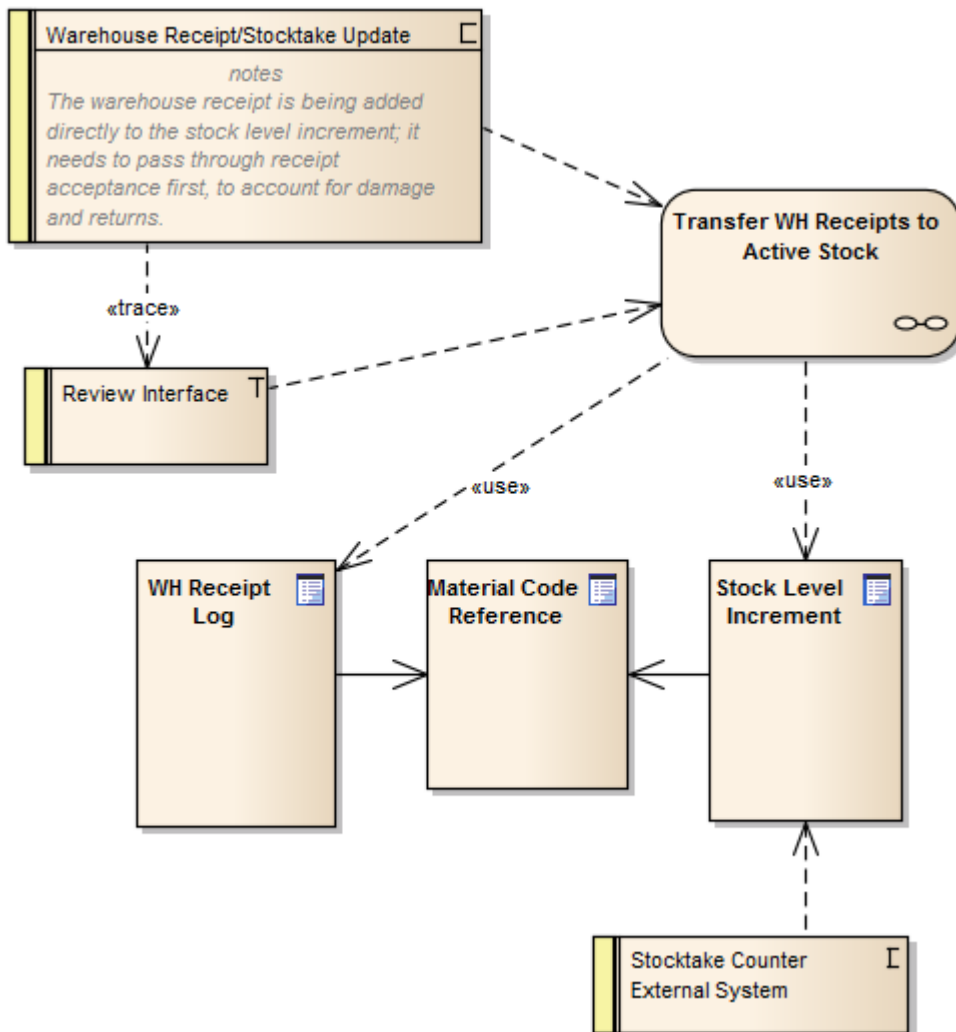 Warehouse Receipt/Stocktake Update
notes
The warehouse receipt is being added
directly to the stock level increment; it
needs to pass through receipt
acceptance first, to account for damage
and returns.
Transfer WH Receipts to
Active Stock
«trace»
Review Interface
«use»
«use»
WH Receipt
Log
Material Code
Reference
Stock Level
Increment
Stocktake Counter
External System